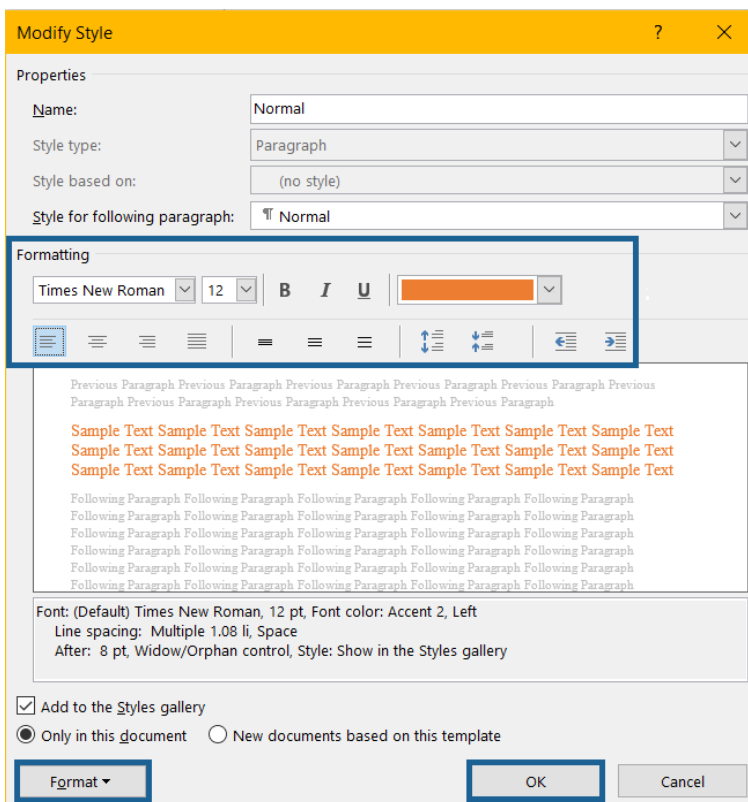 Modify Style ?
Properties
Name: Normal
Style type: Paragraph
Style based on: (no style)
Style for following paragraph: ¶ Normal
Formatting
Times New Roman 12 B I U
Previous Paragraph Previous Paragraph Previous Paragraph Previous Paragraph Previous Paragraph Previous
Paragraph Previous Paragraph Previous Paragraph Previous Paragraph Previous Paragraph
Sample Text Sample Text Sample Text Sample Text Sample Text Sample Text Sample Text
Sample Text Sample Text Sample Text Sample Text Sample Text Sample Text Sample Text
Sample Text Sample Text Sample Text Sample Text Sample Text Sample Text Sample Text
Following Paragraph Following Paragraph Following Paragraph Following Paragraph Following Paragraph
Following Paragraph Following Paragraph Following Paragraph Following Paragraph Following Paragraph
Following Paragraph Following Paragraph Following Paragraph Following Paragraph Following Paragraph
Following Paragraph Following Paragraph Following Paragraph Following Paragraph Following Paragraph
Following Paragraph Following Paragraph Following Paragraph Following Paragraph Following Paragraph
Following Paragraph Following Paragraph Following Paragraph Following Paragraph Following Paragraph
Font: (Default) Times New Roman, 12 pt, Font color: Accent 2, Left
Line spacing: Multiple 1.08 li, Space
After: 8 pt, Widow/Orphan control, Style: Show in the Styles gallery
Add to the Styles gallery
Only in this document New documents based on this template
Format OK Cancel